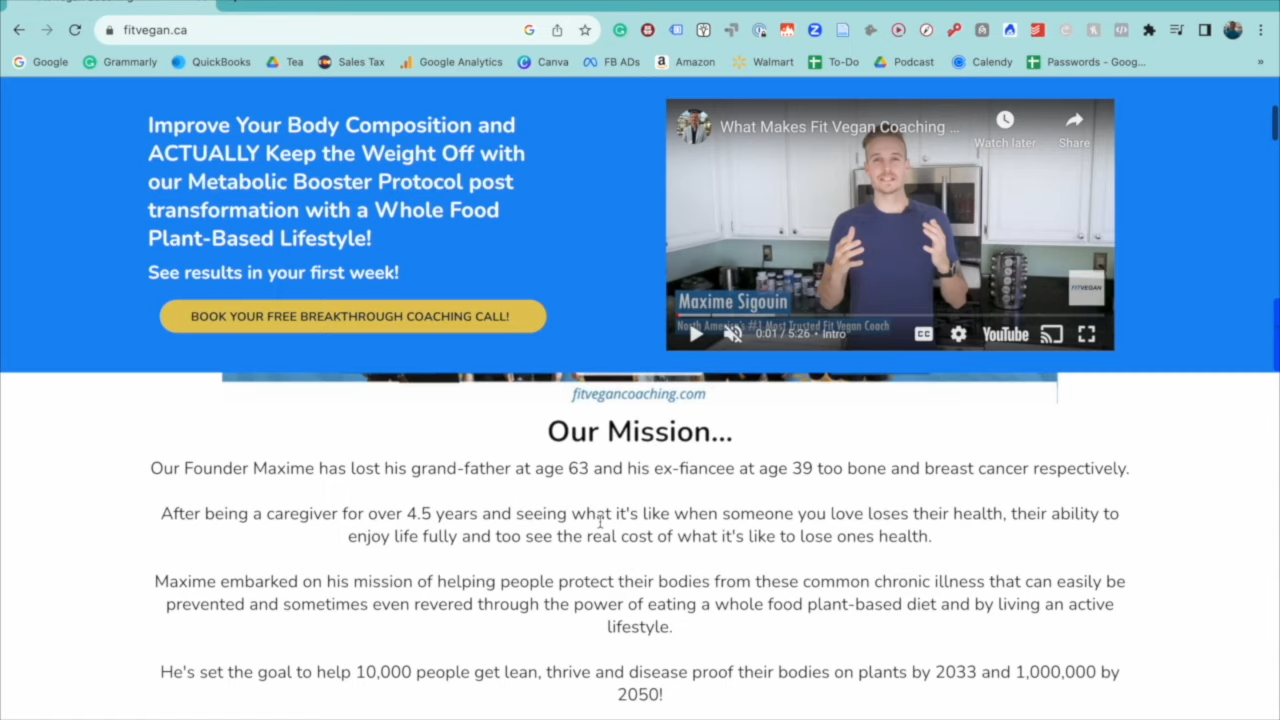 fitvegan.ca
Google
Grammarly
QuickBooks
Tea
Sales Tax
Google Analytics
Canva
FB ADs
Amazon
Walmart
To-Do
Podcast
Calendy
Passwords - Goog...
»
Improve Your Body Composition and
ACTUALLY Keep the Weight Off with
our Metabolic Booster Protocol post
transformation with a Whole Food
Plant-Based Lifestyle!
See results in your first week!
BOOK YOUR FREE BREAKTHROUGH COACHING CALL!
What Makes Fit Vegan Coaching ...
Watch later
Share
FITVEGAN
Maxime Sigouin
North America's #1 Most Trusted Fit Vegan Coach
0:01 / 5:26 • Intro
CC
YouTube
fitvegancoaching.com
Our Mission...
Our Founder Maxime has lost his grand-father at age 63 and his ex-fiancee at age 39 too bone and breast cancer respectively.
After being a caregiver for over 4.5 years and seeing what it's like when someone you love loses their health, their ability to
enjoy life fully and too see the real cost of what it's like to lose ones health.
Maxime embarked on his mission of helping people protect their bodies from these common chronic illness that can easily be
prevented and sometimes even revered through the power of eating a whole food plant-based diet and by living an active
lifestyle.
He's set the goal to help 10,000 people get lean, thrive and disease proof their bodies on plants by 2033 and 1,000,000 by
2050!